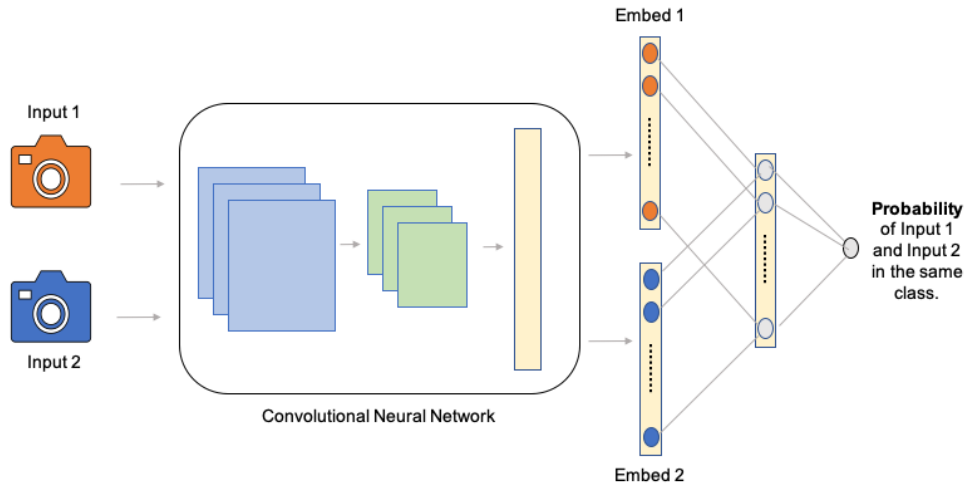 Embed 1
Input 1
Input 2
Convolutional Neural Network
Embed 2
Probability
of Input 1
and Input 2
in the same
class.